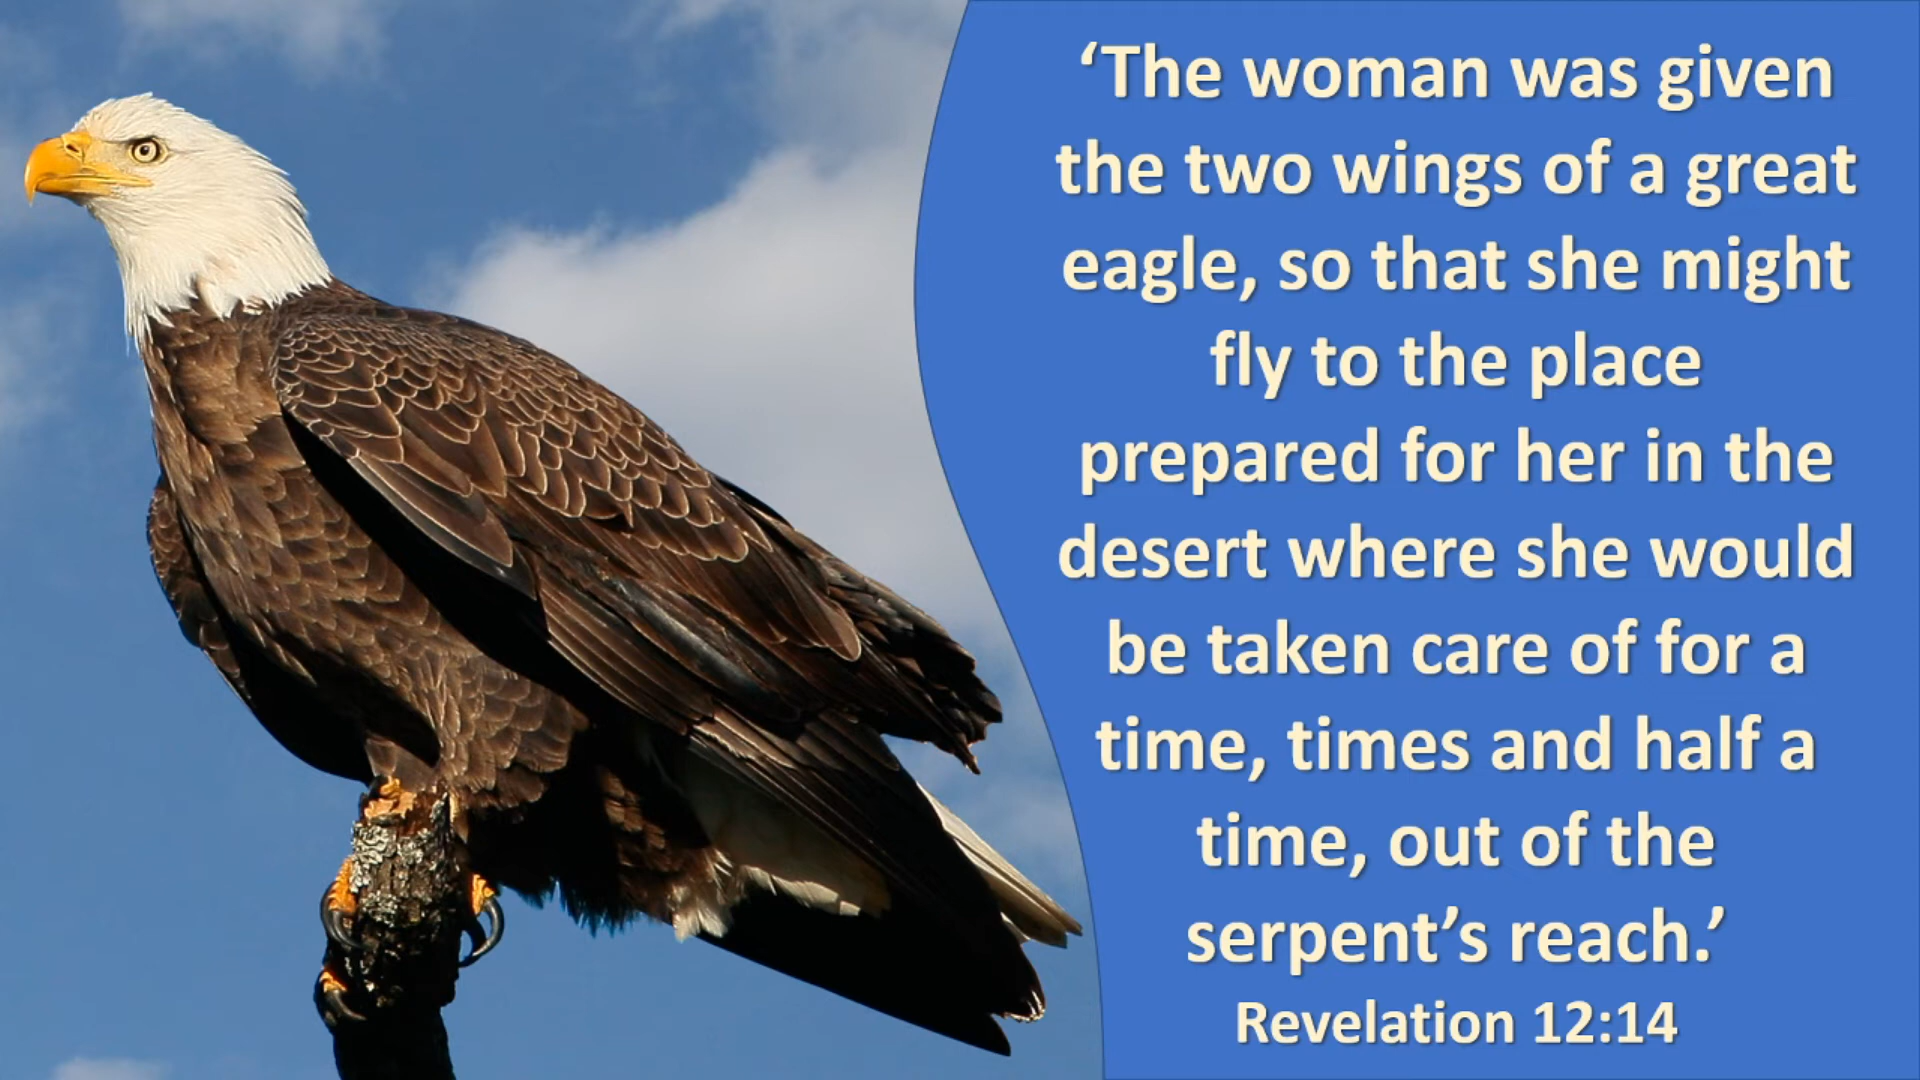 ‘The woman was given
the two wings of a great
eagle, so that she might
fly to the place
prepared for her in the
desert where she would
be taken care of for a
time, times and half a
time, out of the
serpent’s reach.’
Revelation 12:14